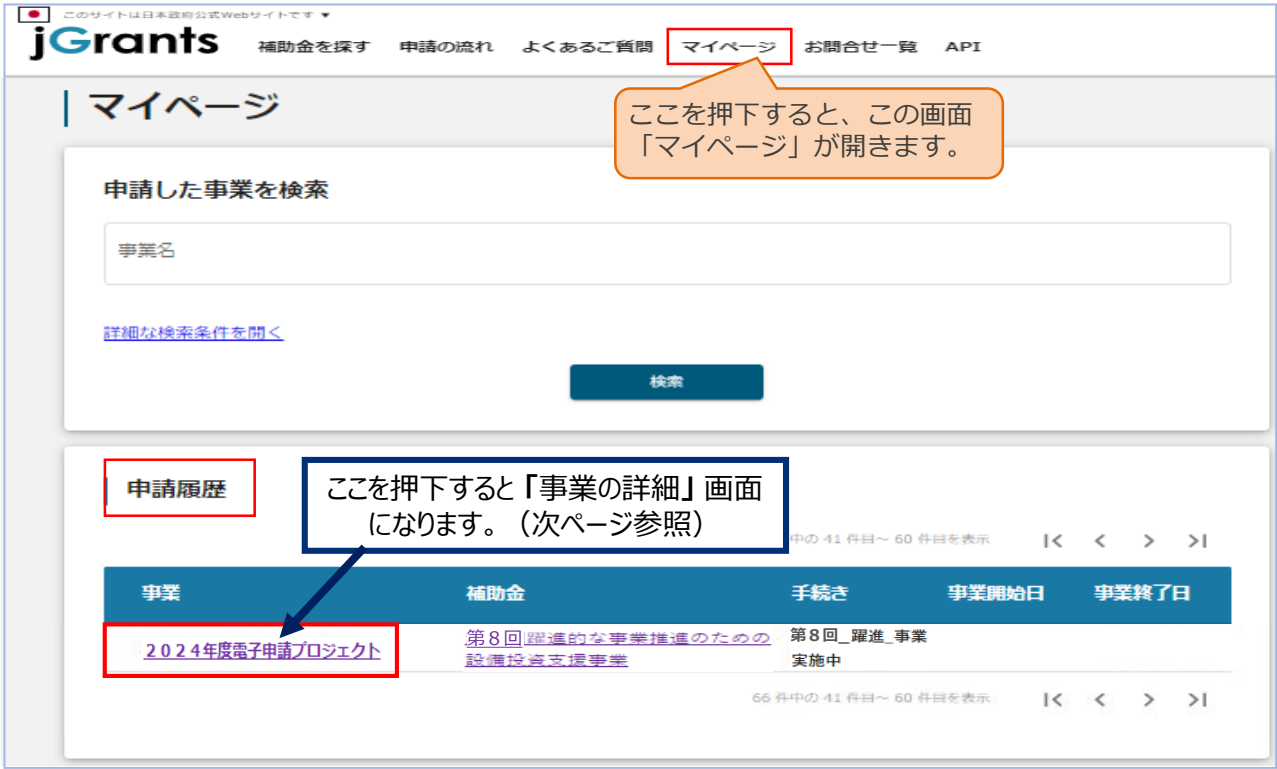 このサイトは日本政府公式Webサイトです ▼
jGrants 補助金を探す 申請の流れ よくあるご質問 マイページ お問合せ一覧 API
マイページ
ここを押下すると、この画面
「マイページ」が開きます。
申請した事業を検索
事業名
詳細な検索条件を開く
検索
申請履歴
ここを押下すると「事業の詳細」画面
になります。（次ページ参照）
中の 41 件目～ 60 件目を表示
事業 補助金 手続き 事業開始日 事業終了日
２０２４年度電子申請プロジェクト
第８回躍進的な事業推進のための
設備投資支援事業
第８回_躍進_事業
実施中
66 件中の 41 件目～ 60 件目を表示